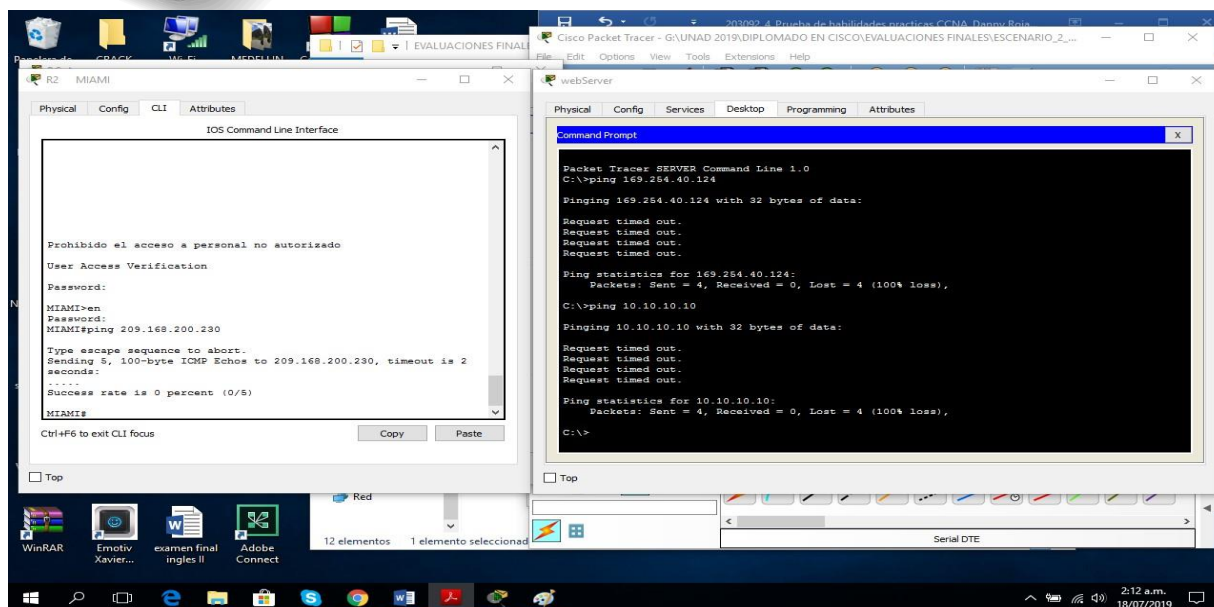 203092_4_Prueba de habilidades practicas CCNA Danny Roja
EVALUACIONES FINAL
Cisco Packet Tracer - G:\UNAD 2019\DIPLOMADO EN CISCO\EVALUACIONES FINALES\ESCENARIO_2_...
File Edit Options View Tools Extensions Help
R2 MIAMI
Physical Config CLI Attributes
IOS Command Line Interface
Prohibido el acceso a personal no autorizado
User Access Verification
Password:
MIAMI>en
Password:
MIAMI#ping 209.168.200.230
Type escape sequence to abort.
Sending 5, 100-byte ICMP Echos to 209.168.200.230, timeout is 2
seconds:
.....
Success rate is 0 percent (0/5)
MIAMI#
Ctrl+F6 to exit CLI focus
Copy Paste
Top
webServer
Physical Config Services Desktop Programming Attributes
Command Prompt X
Packet Tracer SERVER Command Line 1.0
C:\>ping 169.254.40.124
Pinging 169.254.40.124 with 32 bytes of data:
Request timed out.
Request timed out.
Request timed out.
Request timed out.
Ping statistics for 169.254.40.124:
Packets: Sent = 4, Received = 0, Lost = 4 (100% loss),
C:\>ping 10.10.10.10
Pinging 10.10.10.10 with 32 bytes of data:
Request timed out.
Request timed out.
Request timed out.
Request timed out.
Ping statistics for 10.10.10.10:
Packets: Sent = 4, Received = 0, Lost = 4 (100% loss),
C:\>
Top
Red
12 elementos 1 elemento seleccionad
Serial DTE
WinRAR
Emotiv
Xavier...
examen final
ingles II
Adobe
Connect
2:12 a.m.
18/07/2019